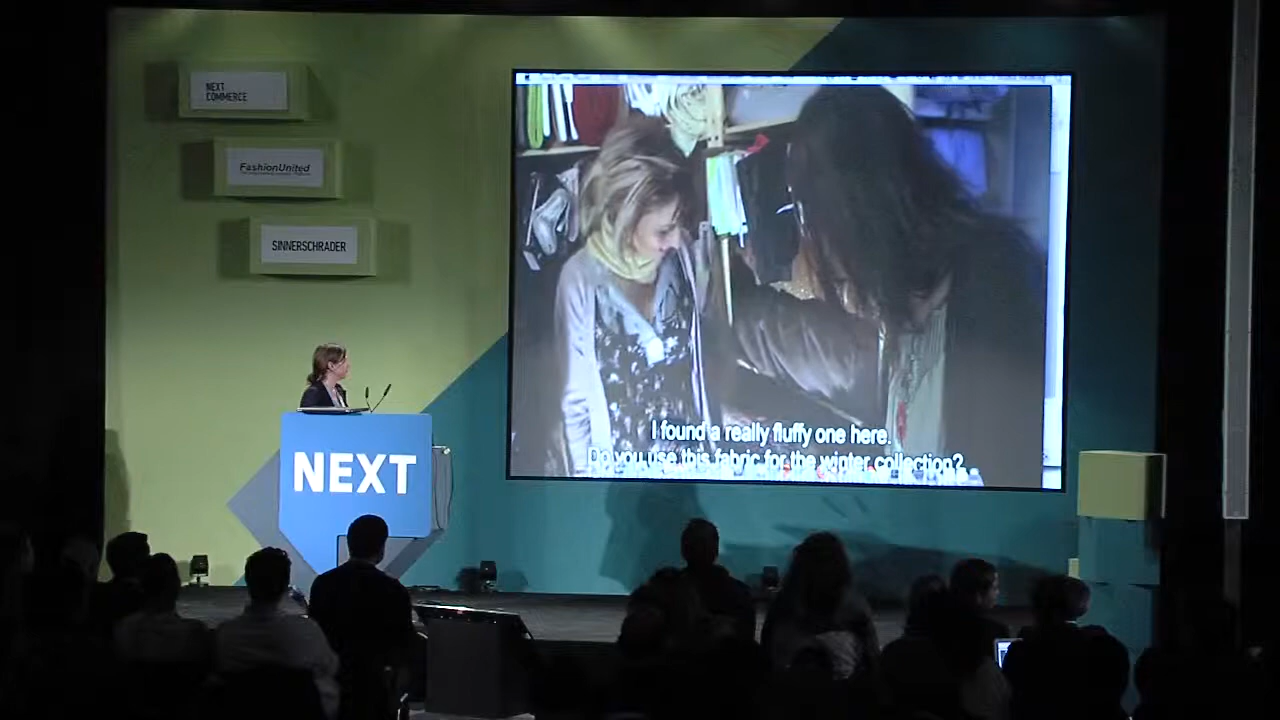 NEXT
COMMERCE
FashionUnited
SINNERSCHRADER
I found a really fluffy one here.
Do you use this fabric for the winter collection?
NEXT